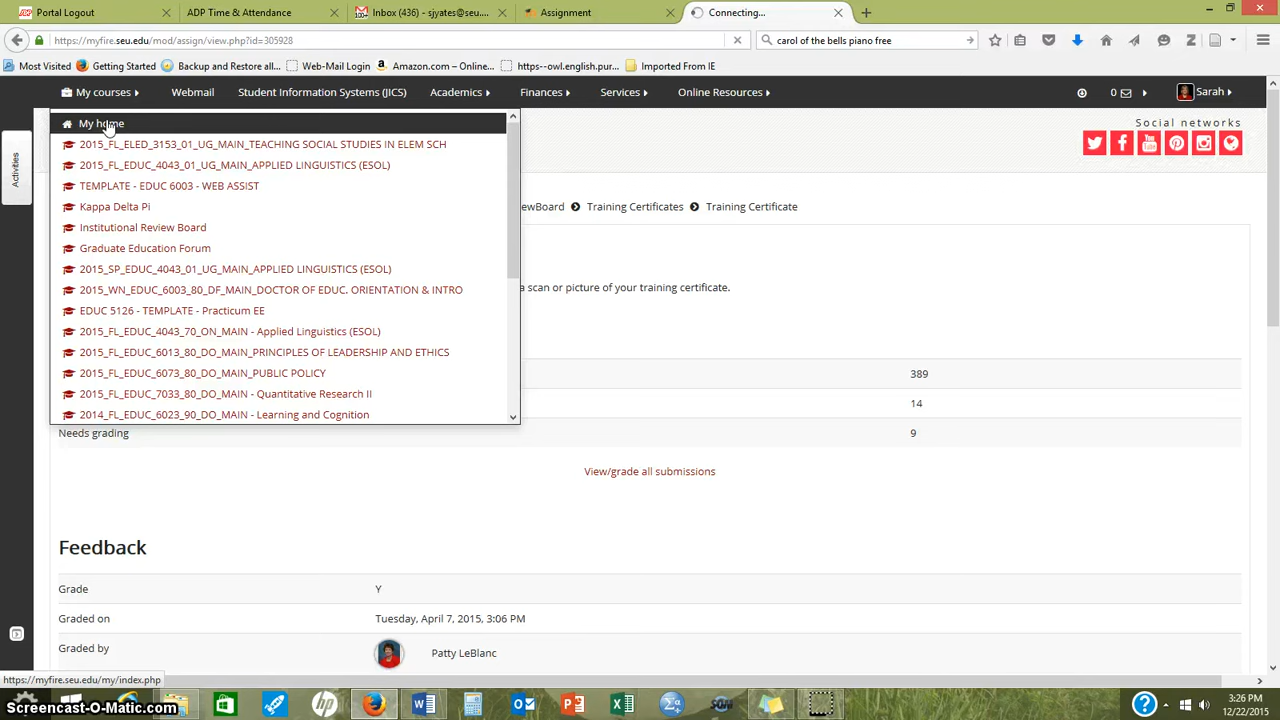 Portal Logout
ADP Time & Attendance
100+
Inbox (436) - sjyates@seu....
Assignment
Connecting...
https://myfire.seu.edu/mod/assign/view.php?id=305928
carol of the bells piano free
Most Visited
Getting Started
Backup and Restore all...
Web-Mail Login
Amazon.com – Online...
https--owl.english.pur...
Imported From IE
My courses
Webmail
Student Information Systems (JICS)
Academics
Finances
Services
Online Resources
0
Sarah
My home
Social networks
2015_FL_ELED_3153_01_UG_MAIN_TEACHING SOCIAL STUDIES IN ELEM SCH
2015_FL_EDUC_4043_01_UG_MAIN_APPLIED LINGUISTICS (ESOL)
Activities
TEMPLATE - EDUC 6003 - WEB ASSIST
Kappa Delta Pi
ewBoard
Training Certificates
Training Certificate
Institutional Review Board
Graduate Education Forum
2015_SP_EDUC_4043_01_UG_MAIN_APPLIED LINGUISTICS (ESOL)
2015_WN_EDUC_6003_80_DF_MAIN_DOCTOR OF EDUC. ORIENTATION & INTRO
a scan or picture of your training certificate.
EDUC 5126 - TEMPLATE - Practicum EE
2015_FL_EDUC_4043_70_ON_MAIN - Applied Linguistics (ESOL)
2015_FL_EDUC_6013_80_DO_MAIN_PRINCIPLES OF LEADERSHIP AND ETHICS
2015_FL_EDUC_6073_80_DO_MAIN_PUBLIC POLICY
389
2015_FL_EDUC_7033_80_DO_MAIN - Quantitative Research II
14
2014_FL_EDUC_6023_90_DO_MAIN - Learning and Cognition
Needs grading
9
View/grade all submissions
Feedback
Grade
Y
Graded on
Tuesday, April 7, 2015, 3:06 PM
Graded by
Patty LeBlanc
https://myfire.seu.edu/my/index.php
Screencast-O-Matic.com
3:26 PM
12/22/2015